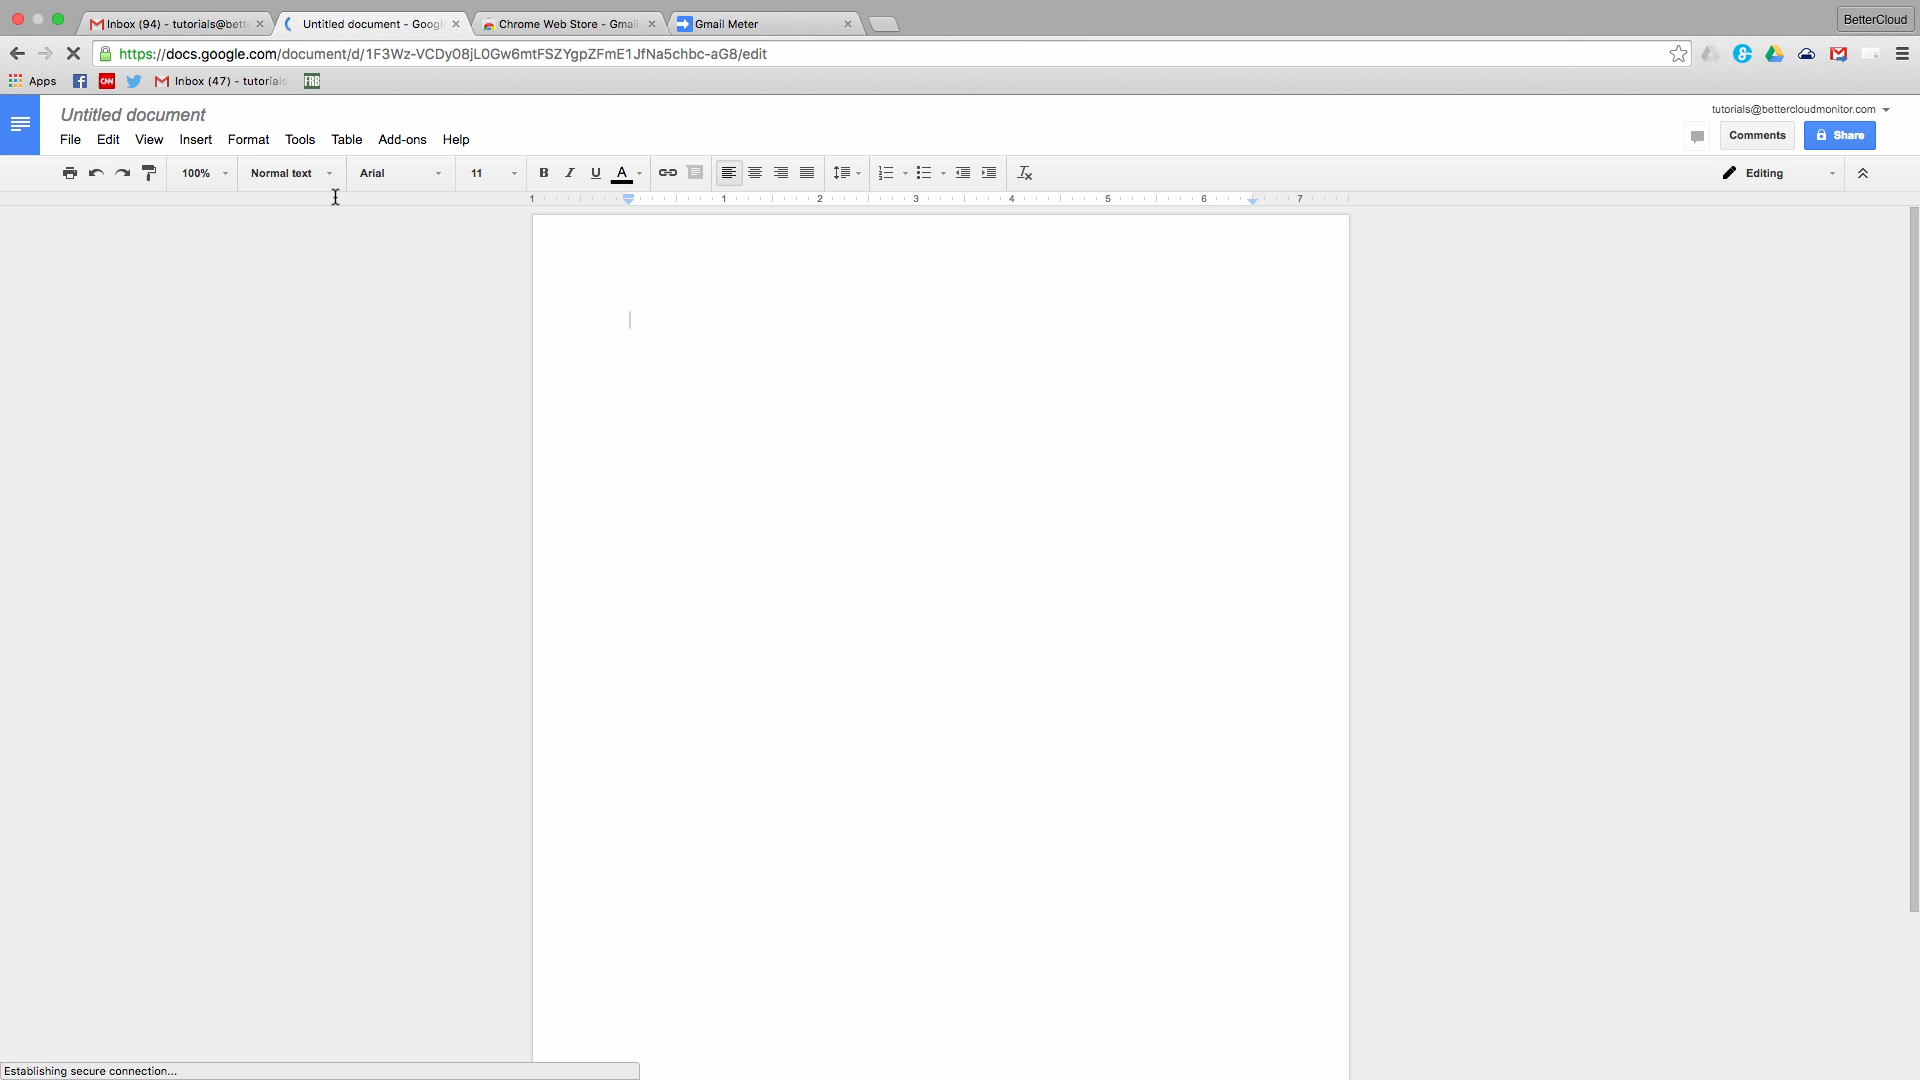 Inbox (94) - tutorials@bett
Untitled document - Googl
Chrome Web Store - Gmail
Gmail Meter
BetterCloud
https://docs.google.com/document/d/1F3Wz-VCDy08jL0Gw6mtFSZYgpZFmE1JfNa5chbc-aG8/edit
Apps
CNN
Inbox (47) - tutorials
FRB
Untitled document
tutorials@bettercloudmonitor.com
File Edit View Insert Format Tools Table Add-ons Help
Comments
Share
100% Normal text Arial 11 B I U A Editing
1 1 2 3 4 5 6 7
Establishing secure connection...